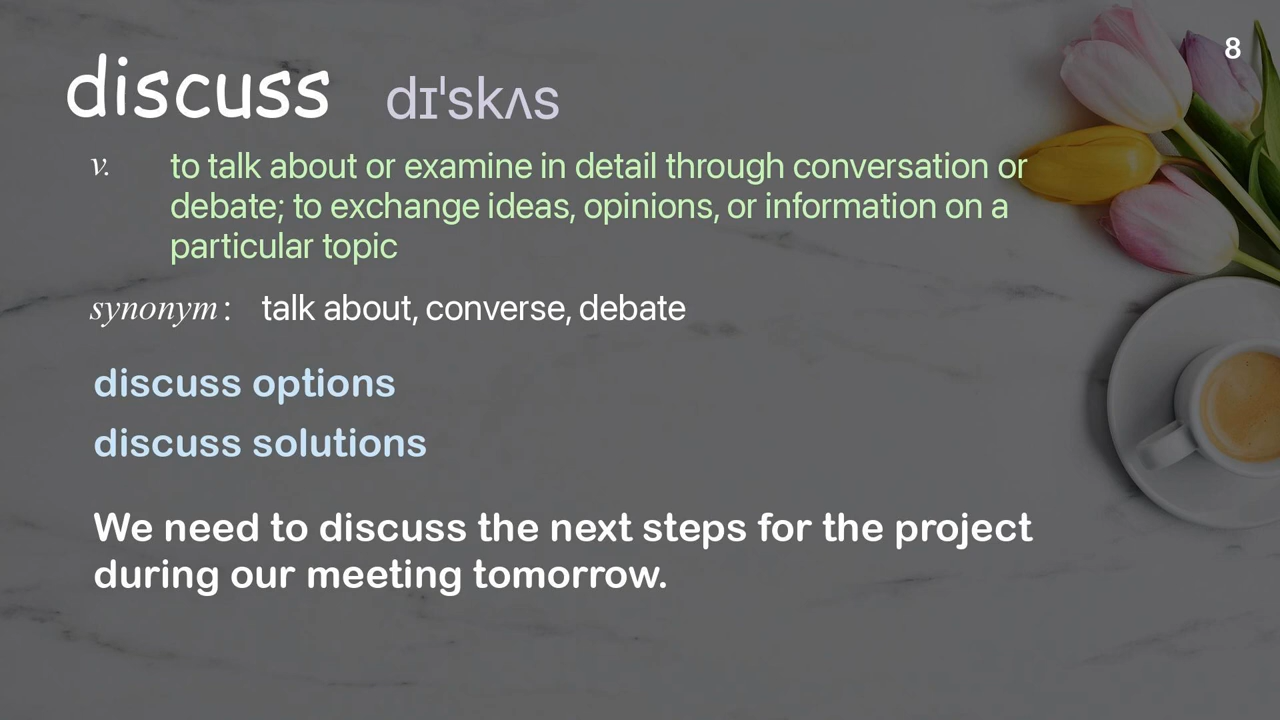 8
discuss dɪˈskʌs
v. to talk about or examine in detail through conversation or
debate; to exchange ideas, opinions, or information on a
particular topic
synonym: talk about, converse, debate
discuss options
discuss solutions
We need to discuss the next steps for the project
during our meeting tomorrow.